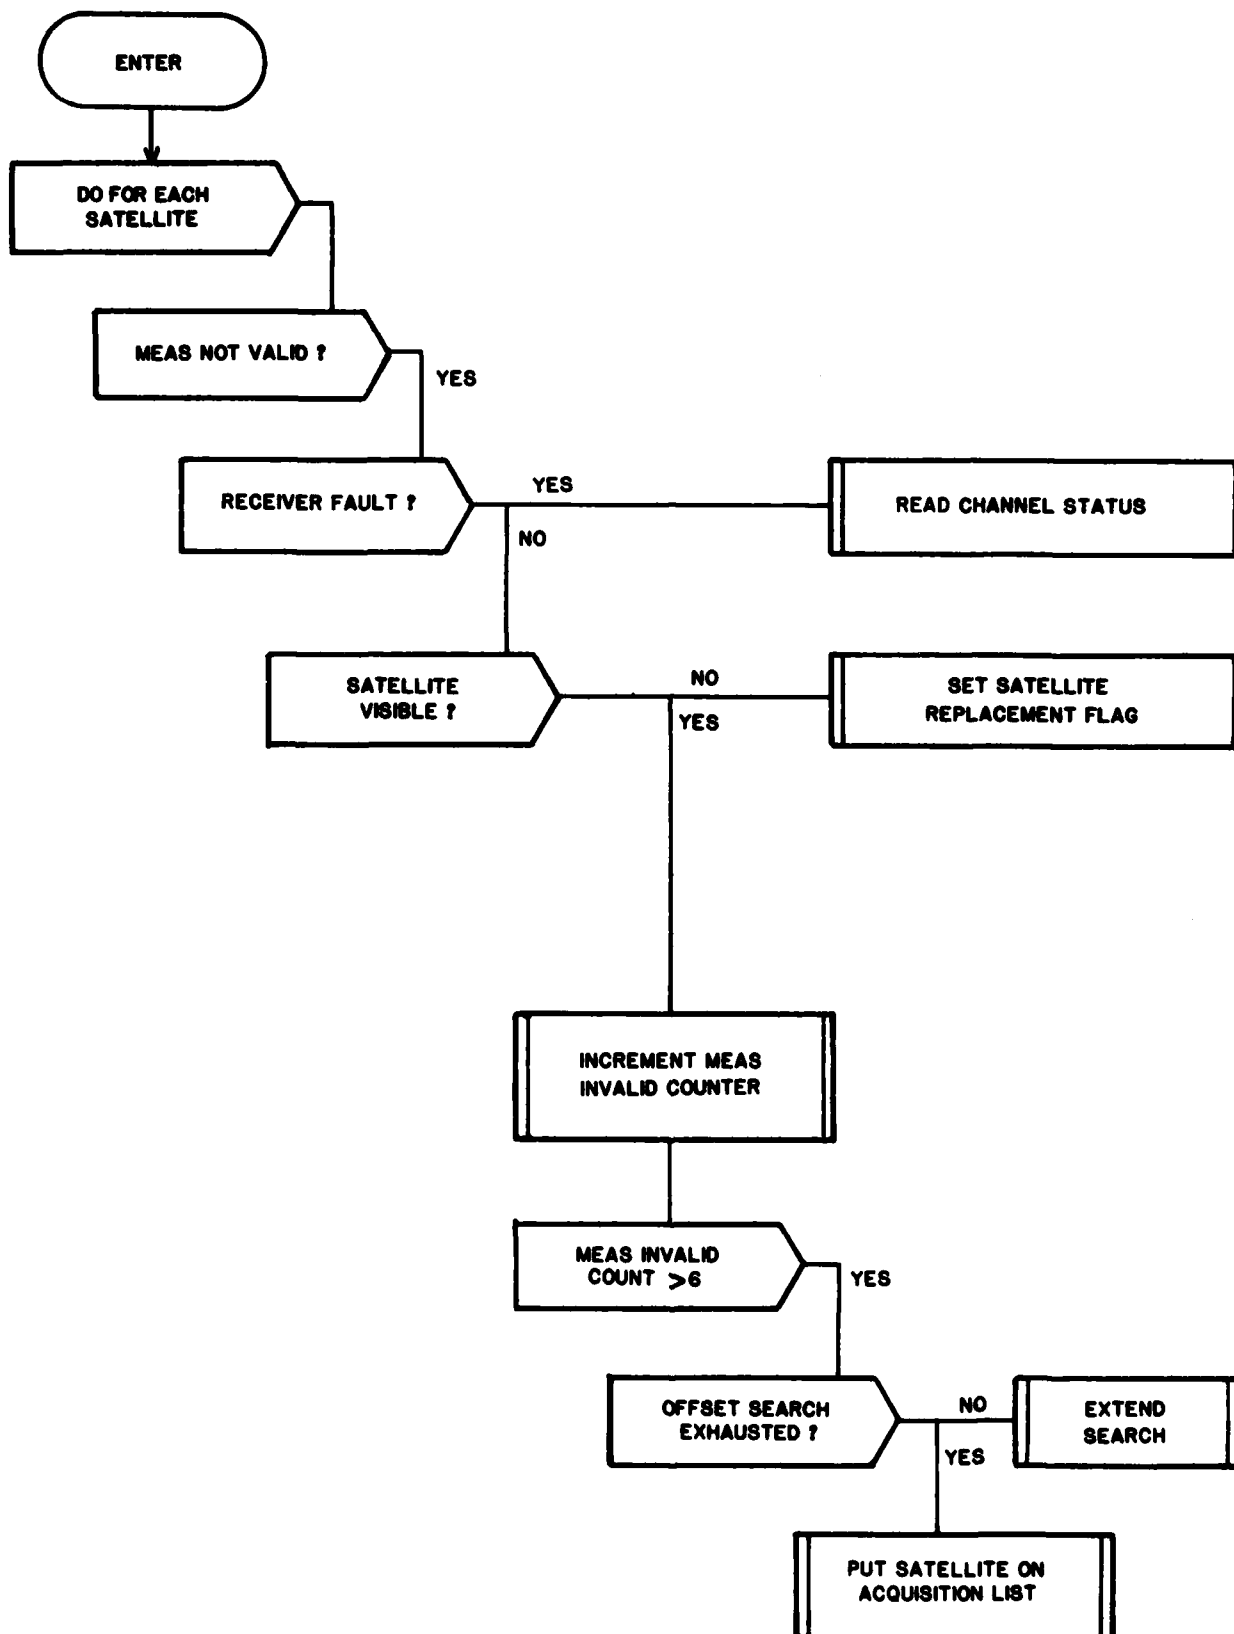 ENTER
DO FOR EACH
SATELLITE
MEAS NOT VALID ?
YES
RECEIVER FAULT ?
YES
NO
READ CHANNEL STATUS
SATELLITE
VISIBLE ?
NO
YES
SET SATELLITE
REPLACEMENT FLAG
INCREMENT MEAS
INVALID COUNTER
MEAS INVALID
COUNT >6
YES
OFFSET SEARCH
EXHAUSTED ?
NO
YES
EXTEND
SEARCH
PUT SATELLITE ON
ACQUISITION LIST